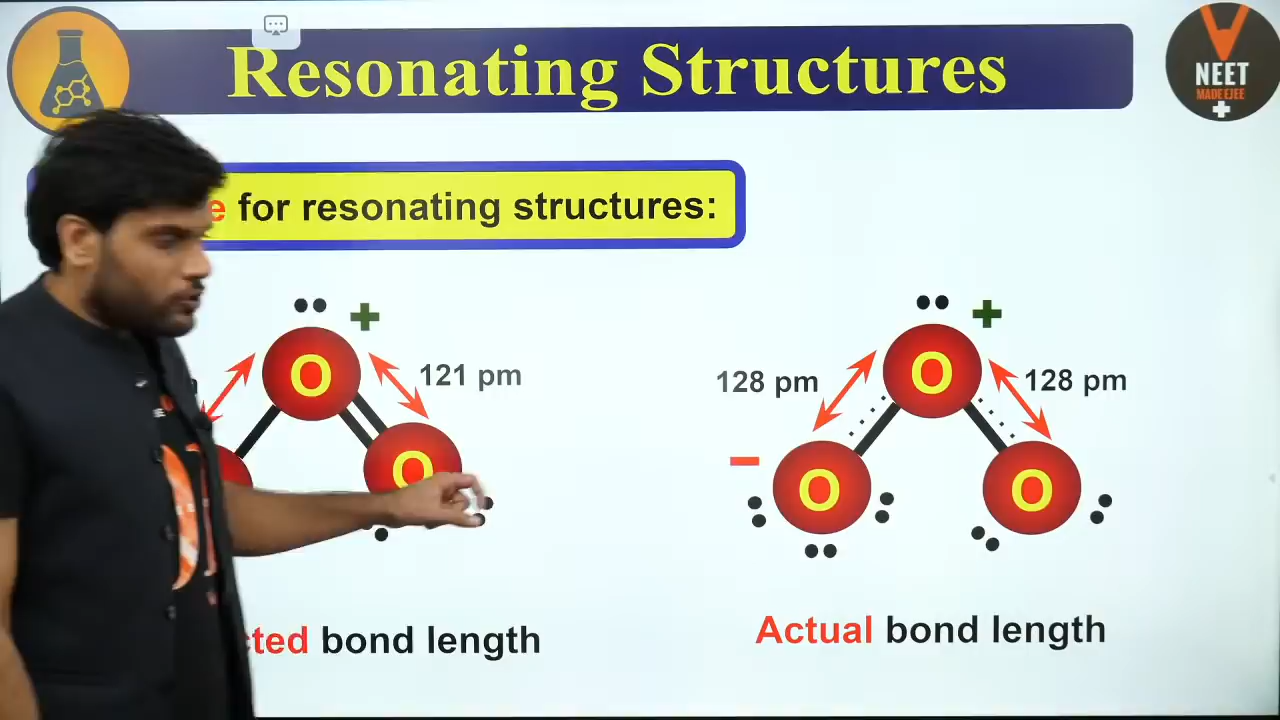 Resonating Structures
NEET
MADE EJEE
for resonating structures:
+
+
121 pm
128 pm
128 pm
O
O
O
O
O
-
Actual bond length
bond length